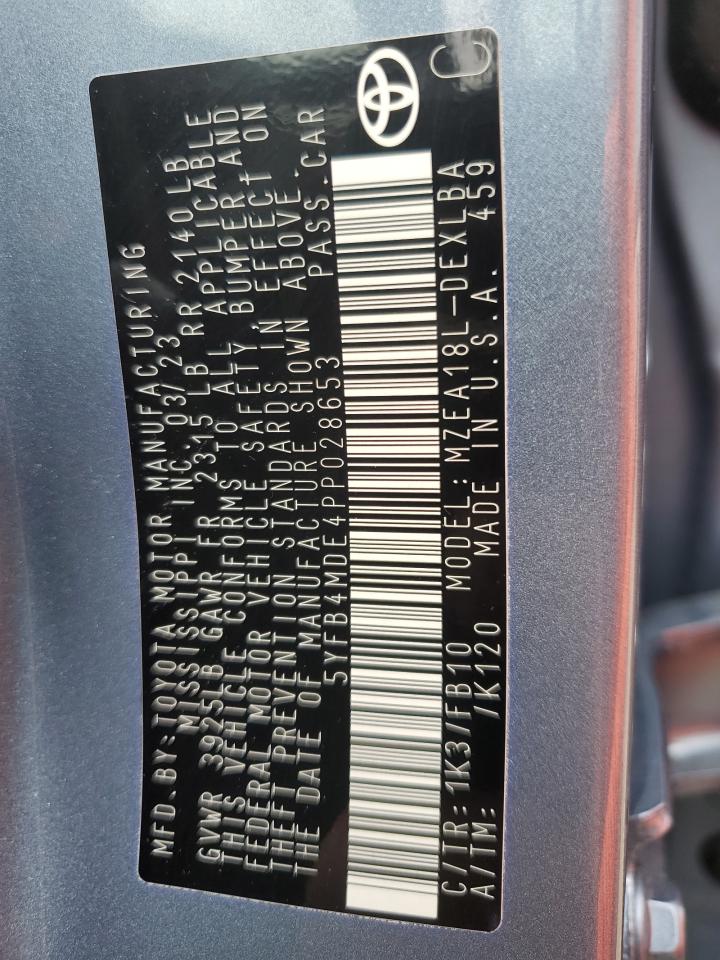 MFD.BY:TOYOTA MOTOR MANUFACTURING
MISSISSIPPI INC. 03/23
GVWR 3925LB GAWR FR 2315 LB RR 2140LB
THIS VEHICLE CONFORMS TO ALL APPLICABLE
FEDERAL MOTOR VEHICLE SAFETY, BUMPER, AND
THEFT PREVENTION STANDARDS IN EFFECT ON
THE DATE OF MANUFACTURE SHOWN ABOVE.
5YFB4MDE4PP028653 PASS.CAR
C/TR:1K3/FB10 MODEL:MZEA18L-DEXLBA
A/TM: /K120 MADE IN U.S.A. 459
C